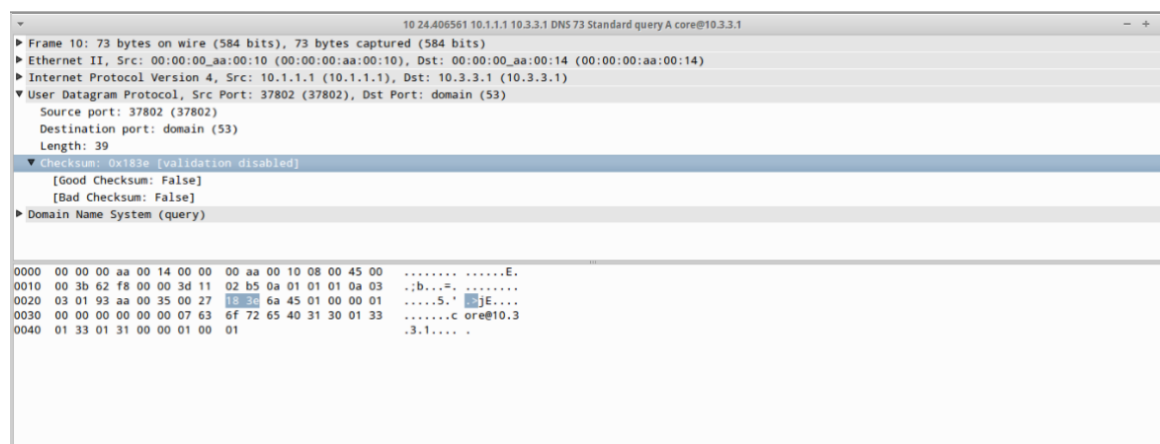 10 24.406561 10.1.1.1 10.3.3.1 DNS 73 Standard query A core@10.3.3.1
Frame 10: 73 bytes on wire (584 bits), 73 bytes captured (584 bits)
Ethernet II, Src: 00:00:00_aa:00:10 (00:00:00:aa:00:10), Dst: 00:00:00_aa:00:14 (00:00:00:aa:00:14)
Internet Protocol Version 4, Src: 10.1.1.1 (10.1.1.1), Dst: 10.3.3.1 (10.3.3.1)
User Datagram Protocol, Src Port: 37802 (37802), Dst Port: domain (53)
Source port: 37802 (37802)
Destination port: domain (53)
Length: 39
Checksum: 0x183e [validation disabled]
[Good Checksum: False]
[Bad Checksum: False]
Domain Name System (query)
0000 00 00 00 aa 00 14 00 00 00 aa 00 10 08 00 45 00 ........ ......E.
0010 00 3b 62 f8 00 00 3d 11 02 b5 0a 01 01 01 0a 03 .;b...=. ........
0020 03 01 93 aa 00 35 00 27 18 3e 6a 45 01 00 00 01 .....5.' .>jE....
0030 00 00 00 00 00 00 07 63 6f 72 65 40 31 30 01 33 .......c ore@10.3
0040 01 33 01 31 00 00 01 00 01 .3.1.... .